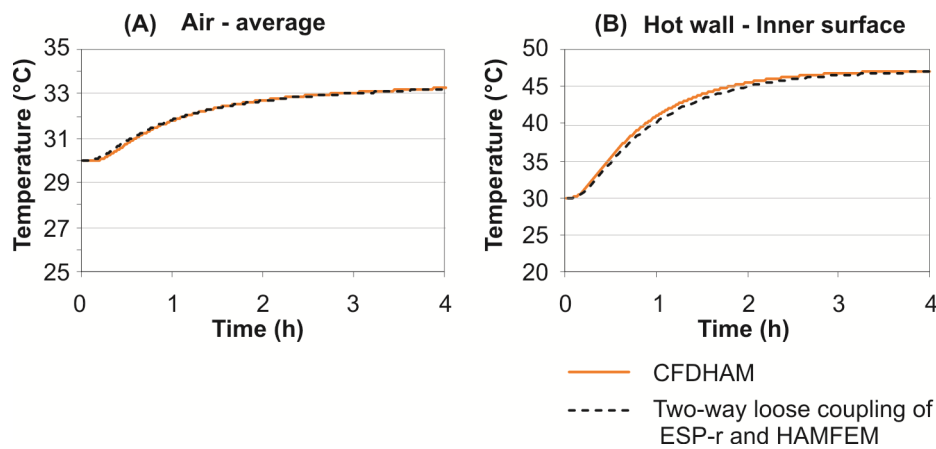 (A) Air - average
Temperature (°C)
35
33
31
29
27
25
0 1 2 3 4
Time (h)
(B) Hot wall - Inner surface
Temperature (°C)
50
45
40
35
30
25
20
0 1 2 3 4
Time (h)
CFDHAM
Two-way loose coupling of
ESP-r and HAMFEM